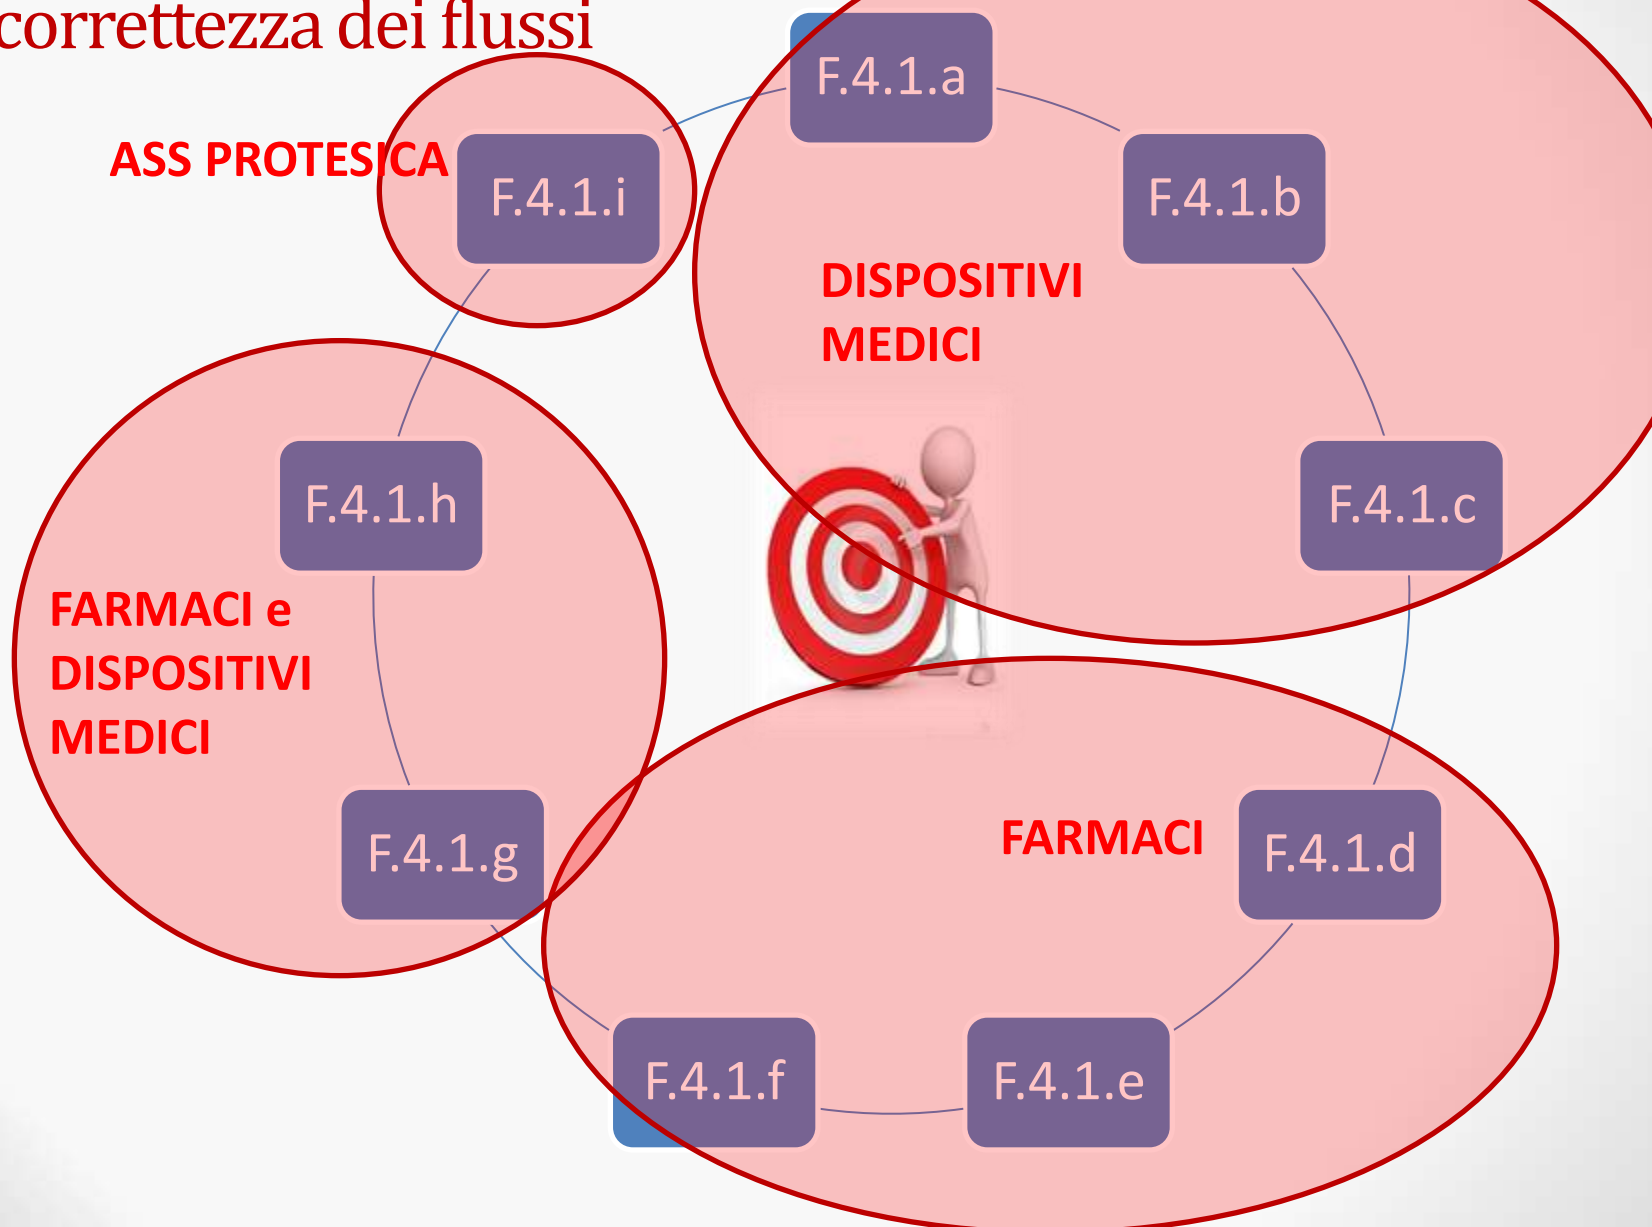 correttezza dei flussi
F.4.1.a
ASS PROTESICA
F.4.1.i
F.4.1.b
DISPOSITIVI
MEDICI
F.4.1.h
F.4.1.c
FARMACI e
DISPOSITIVI
MEDICI
FARMACI
F.4.1.d
F.4.1.g
F.4.1.f
F.4.1.e